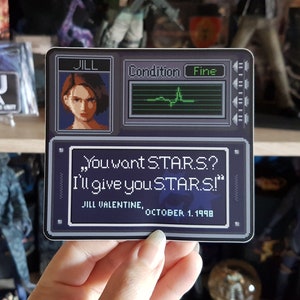 JILL
Condition Fine
„You want S.T.A.R.S.?
I'll give you S.T.A.R.S.!“
JILL VALENTINE,
OCTOBER 1. 1998